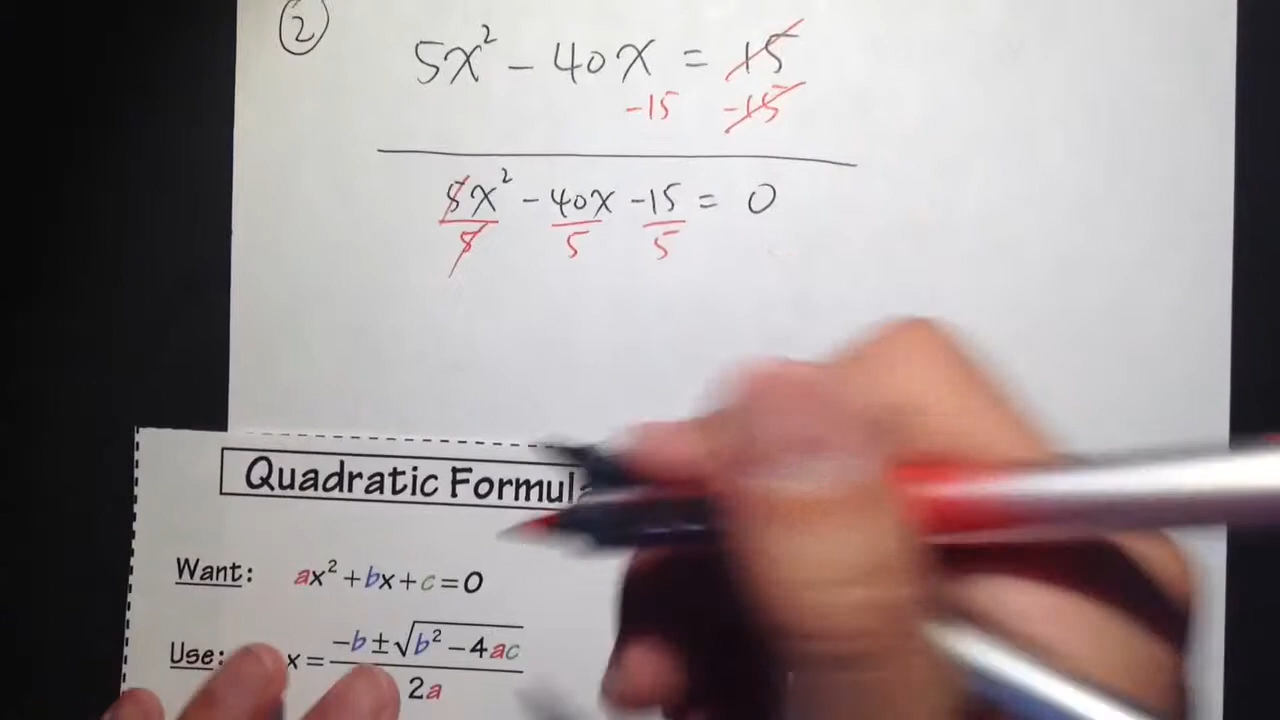 2
5x² - 40x = 15
-15 -15
5x² - 40x - 15 = 0
5 5 5
Quadratic Formula
Want: ax² + bx + c = 0
Use: x = -b ± √b² - 4ac
2a